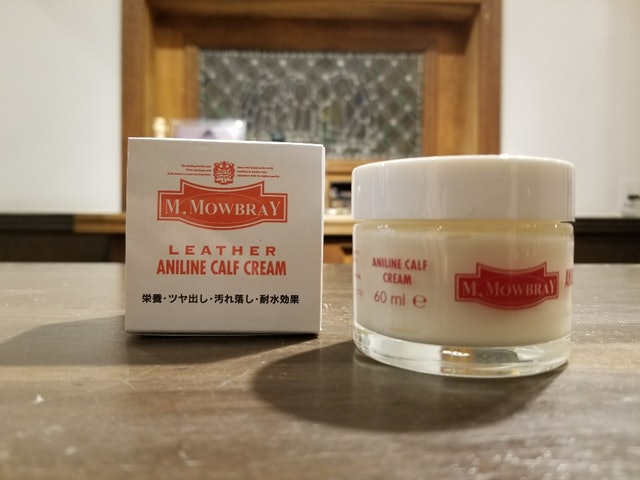 M. MOWBRAY
LEATHER
ANILINE CALF CREAM
栄養・ツヤ出し・汚れ落し・耐水効果
ANILINE CALF
CREAM
60 ml e
M. MOWBRAY